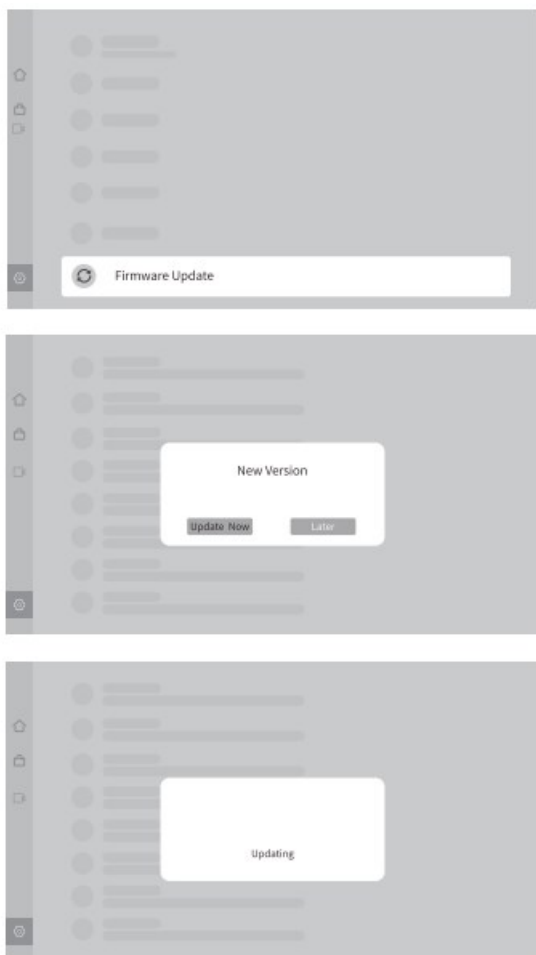 Firmware Update
New Version
Update Now
Later
Updating